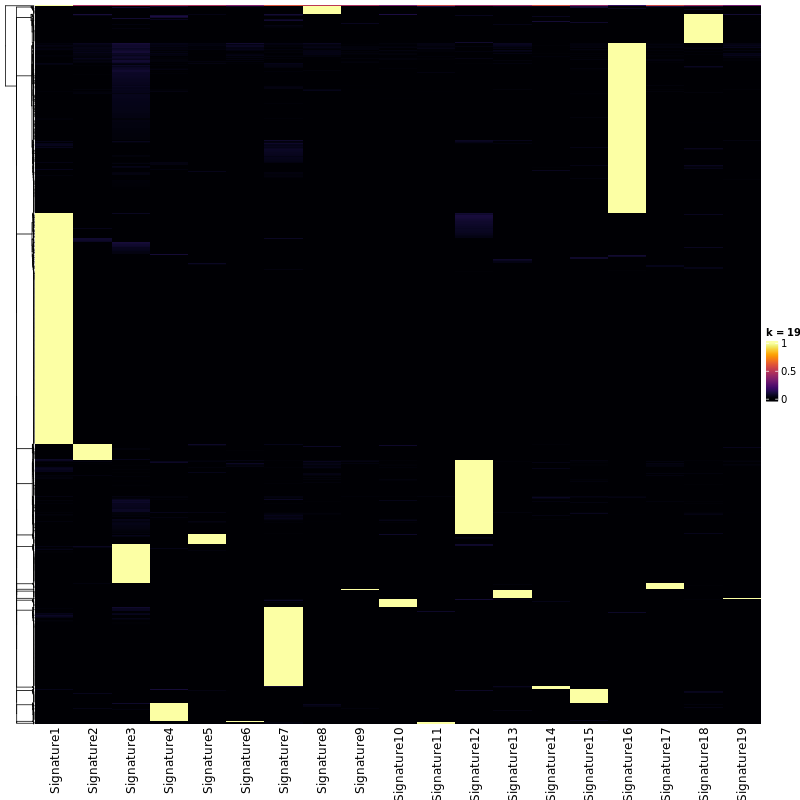 k = 19
1
0.5
0
Signature1
Signature2
Signature3
Signature4
Signature5
Signature6
Signature7
Signature8
Signature9
Signature10
Signature11
Signature12
Signature13
Signature14
Signature15
Signature16
Signature17
Signature18
Signature19